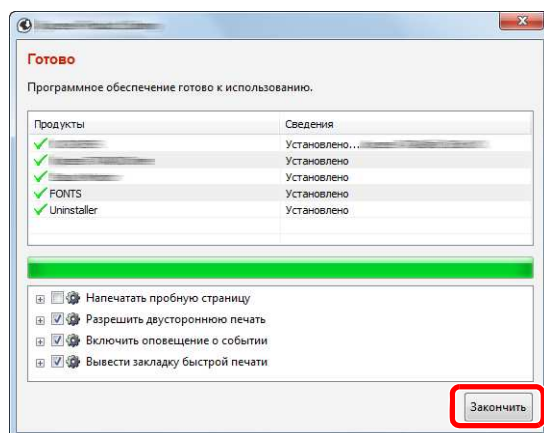 Готово
Программное обеспечение готово к использованию.
Продукты Сведения
Установлено...
Установлено
Установлено
FONTS Установлено
Uninstaller Установлено
Напечатать пробную страницу
Разрешить двустороннюю печать
Включить оповещение о событии
Вывести закладку быстрой печати
Закончить